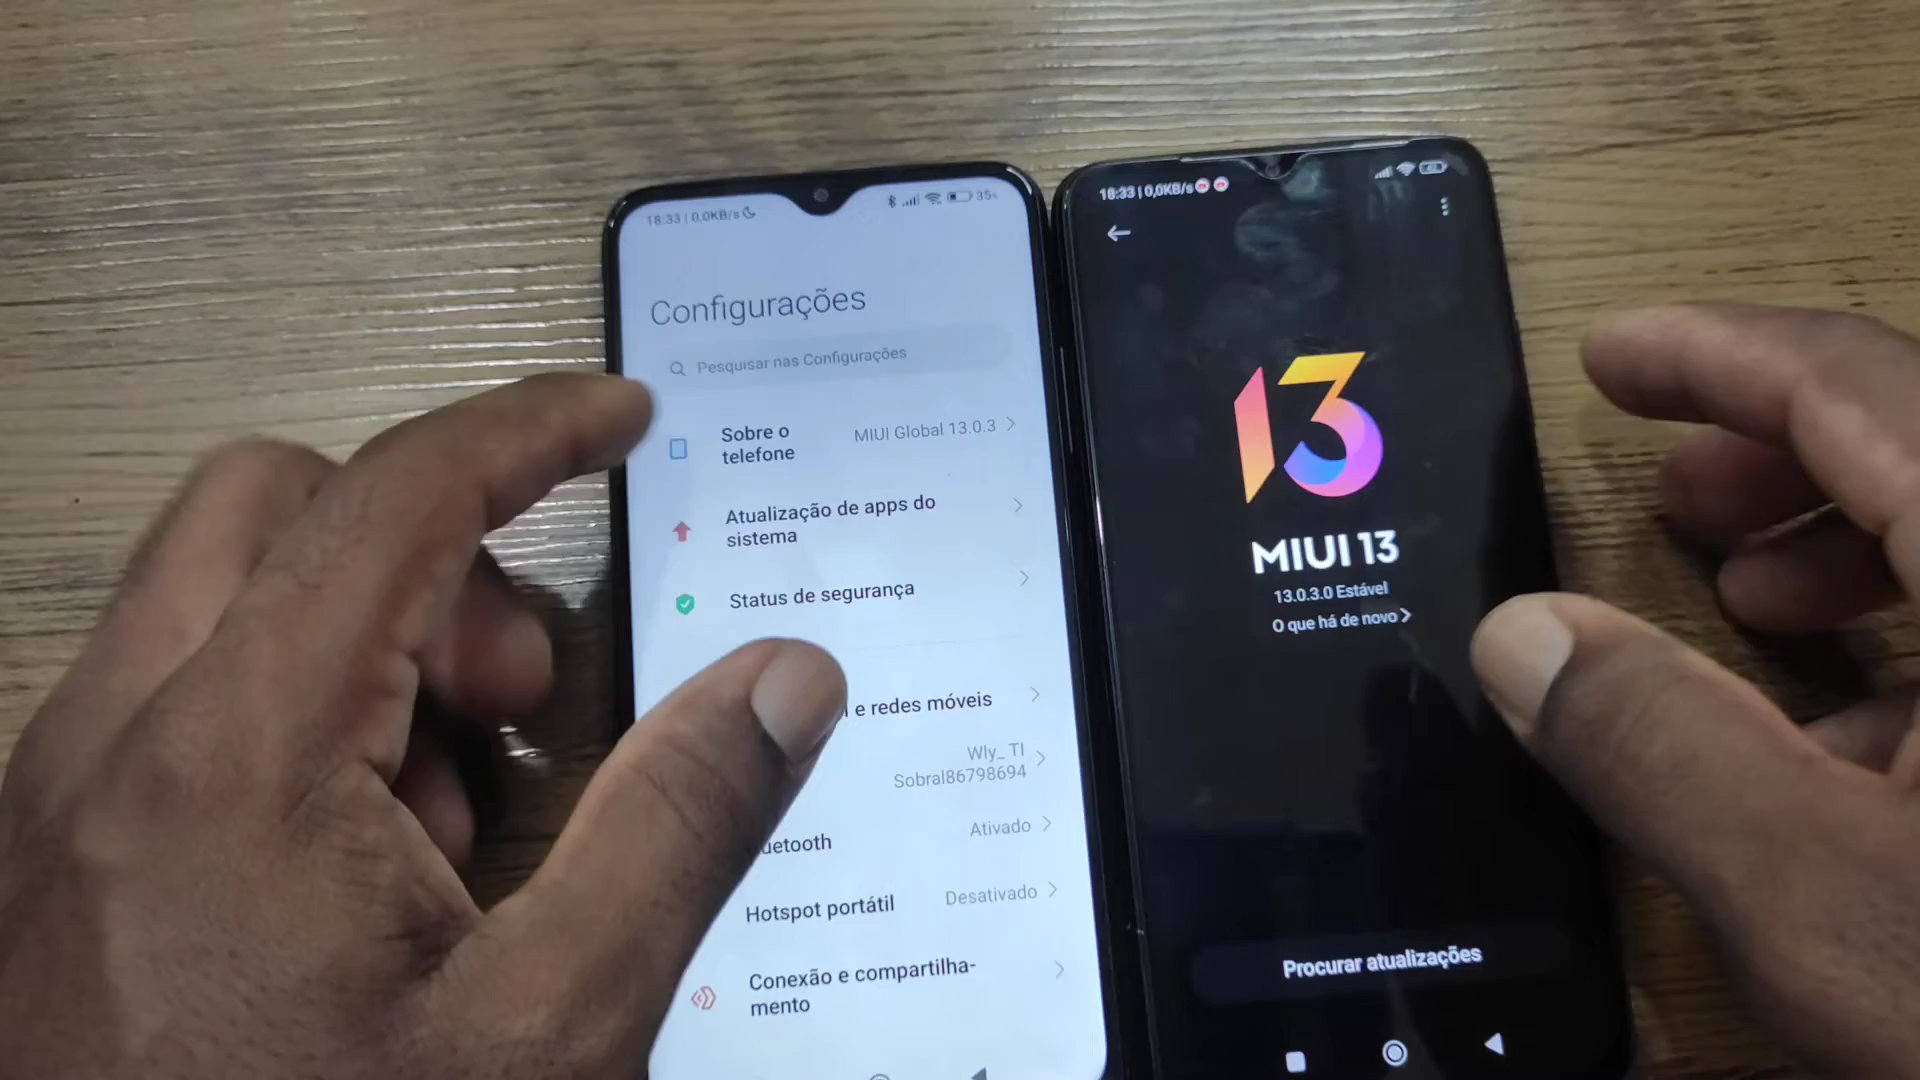 18:33 | 0,0KB/s
35%
Configurações
Pesquisar nas Configurações
Sobre o
telefone
MIUI Global 13.0.3
Atualização de apps do
sistema
Status de segurança
e redes móveis
Wly_TI
Sobral86798694
uetooth
Ativado
Hotspot portátil
Desativado
Conexão e compartilha-
mento
18:33 | 0,0KB/s
13
MIUI 13
13.0.3.0 Estável
O que há de novo
Procurar atualizações